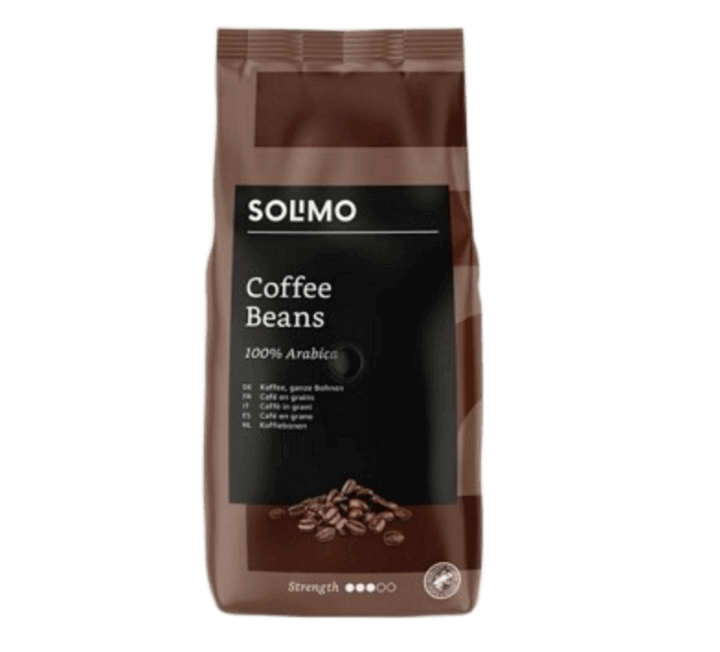 SOLIMO
Coffee
Beans
100% Arabica
DE Kaffee, ganze Bohnen
FR Café en grains
IT Caffè in grani
ES Café en grano
NL Koffiebonen
Strength